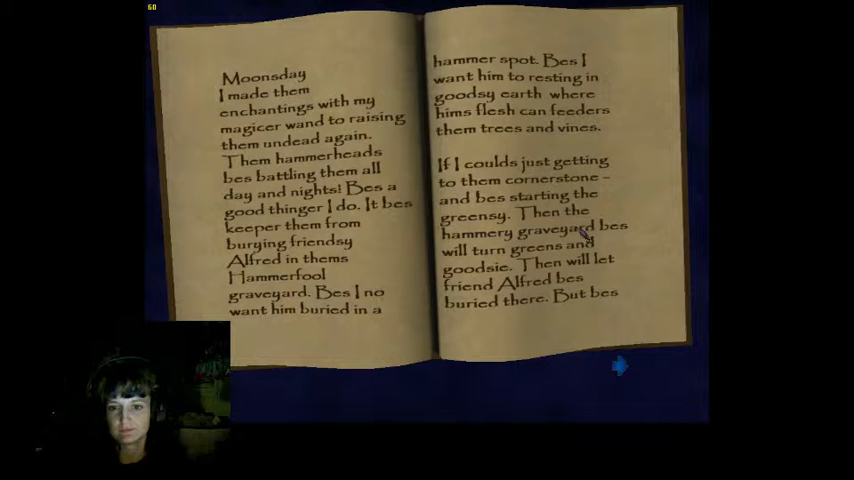 60
Moonsday
I made them
enchantings with my
magicer wand to raising
them undead again.
Them hammerheads
bes battling them all
day and nights! Bes a
good thinger I do. It bes
keeper them from
burying friendsy
Alfred in thems
Hammerfool
graveyard. Bes I no
want him buried in a
hammer spot. Bes I
want him to resting in
goodsy earth where
hims flesh can feeders
them trees and vines.
If I coulds just getting
to them cornerstone -
and bes starting the
greensy. Then the
hammery graveyard bes
will turn greens and
goodsie. Then will let
friend Alfred bes
buried there. But bes